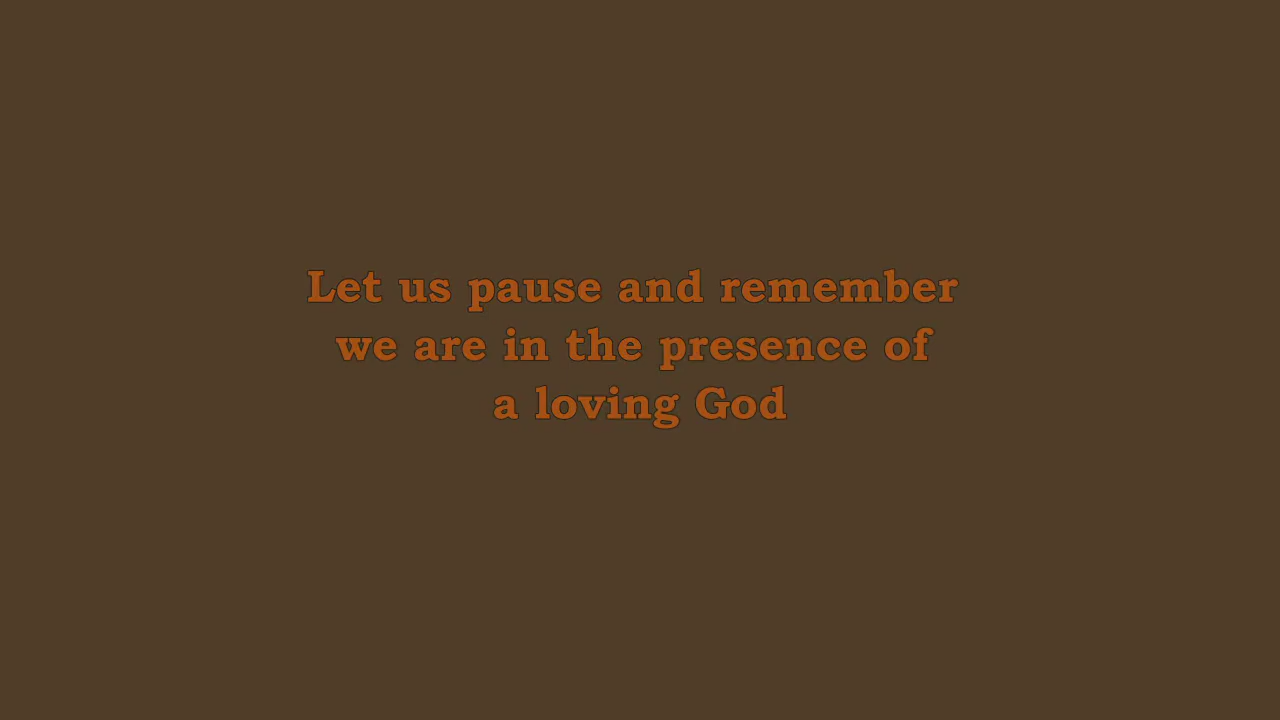 Let us pause and remember
we are in the presence of
a loving God